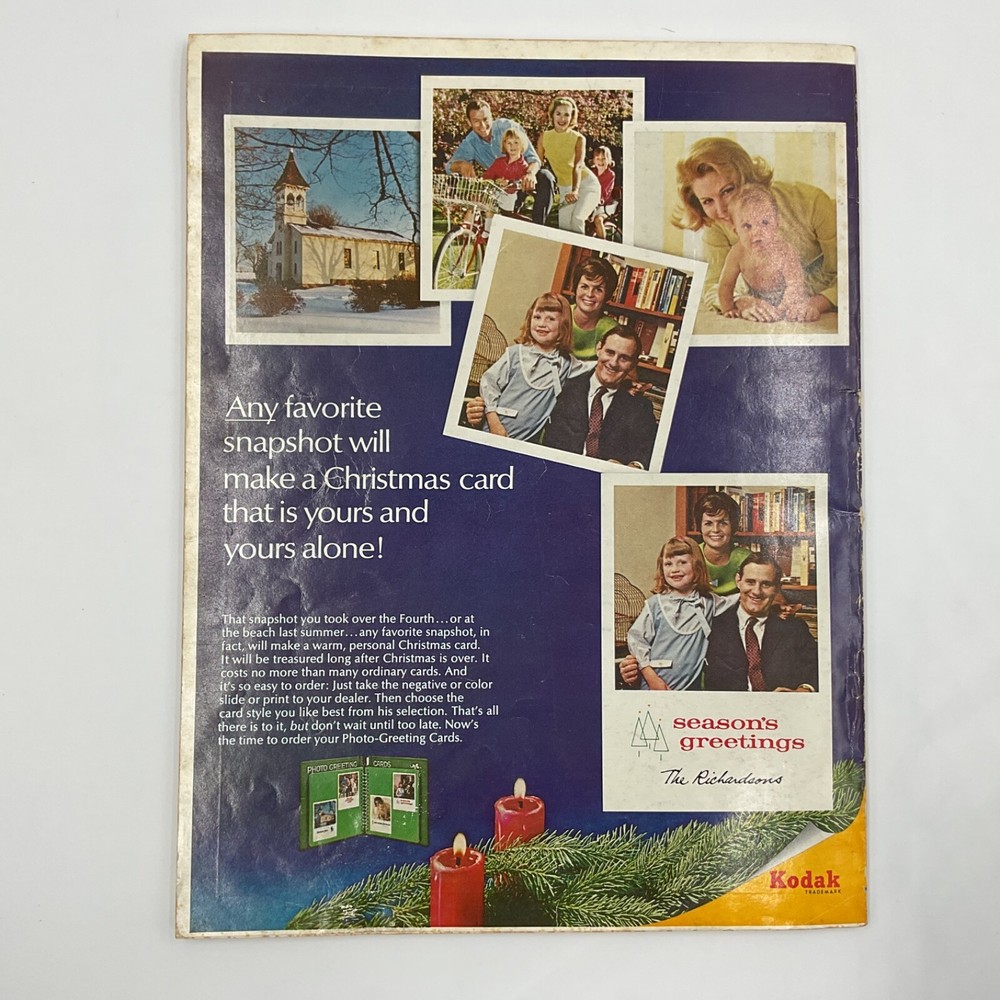 Any favorite
snapshot will
make a Christmas card
that is yours and
yours alone!
That snapshot you took over the Fourth...or at
the beach last summer...any favorite snapshot, in
fact, will make a warm, personal Christmas card.
It will be treasured long after Christmas is over. It
costs no more than many ordinary cards. And
it's so easy to order: Just take the negative or color
slide or print to your dealer. Then choose the
card style you like best from his selection. That's all
there is to it, but don't wait until too late. Now's
the time to order your Photo-Greeting Cards.
PHOTO GREETING CARDS
season's
greetings
The Richardsons
Kodak
TRADEMARK